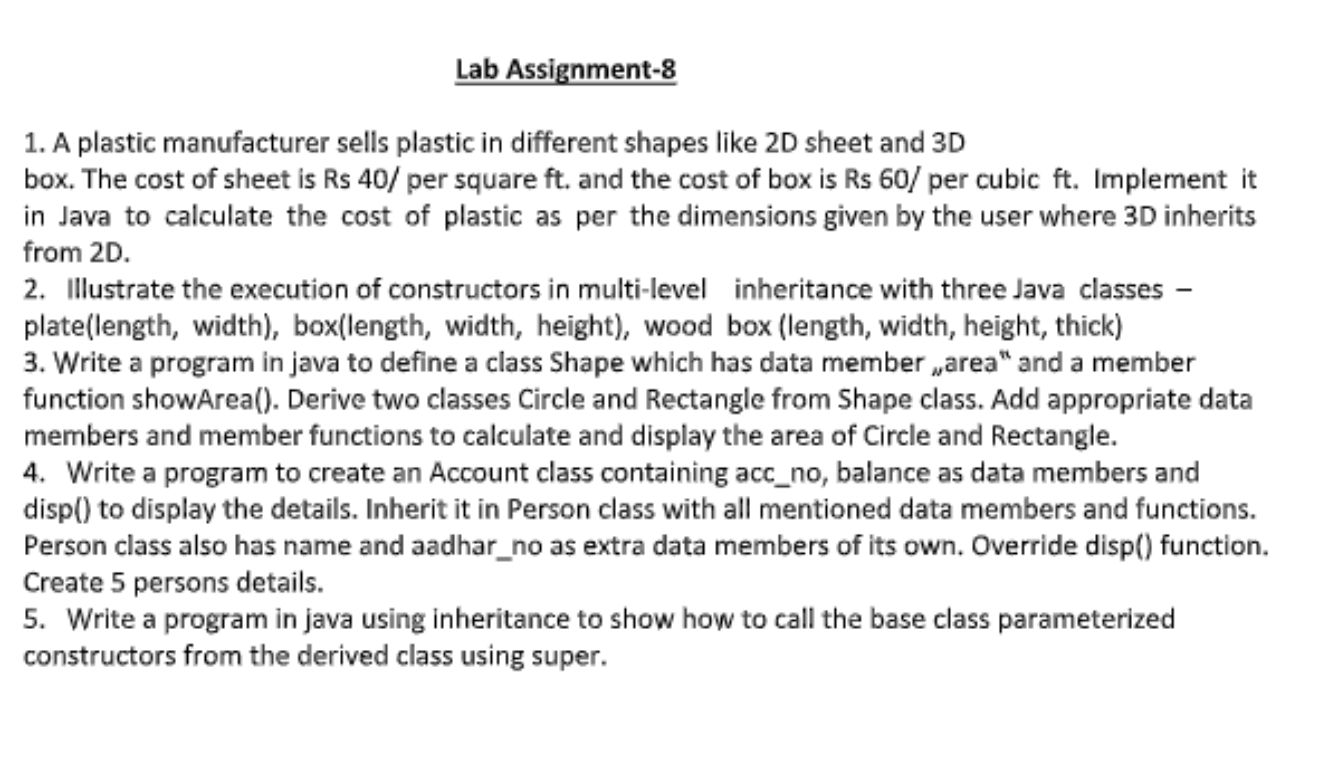 Lab Assignment-8
1. A plastic manufacturer sells plastic in different shapes like 2D sheet and 3D
box. The cost of sheet is Rs 40/ per square ft. and the cost of box is Rs 60/ per cubic ft. Implement it
in Java to calculate the cost of plastic as per the dimensions given by the user where 3D inherits
from 2D.
2. Illustrate the execution of constructors in multi-level inheritance with three Java classes –
plate(length, width), box(length, width, height), wood box (length, width, height, thick)
3. Write a program in java to define a class Shape which has data member „area‟ and a member
function showArea(). Derive two classes Circle and Rectangle from Shape class. Add appropriate data
members and member functions to calculate and display the area of Circle and Rectangle.
4. Write a program to create an Account class containing acc_no, balance as data members and
disp() to display the details. Inherit it in Person class with all mentioned data members and functions.
Person class also has name and aadhar_no as extra data members of its own. Override disp() function.
Create 5 persons details.
5. Write a program in java using inheritance to show how to call the base class parameterized
constructors from the derived class using super.